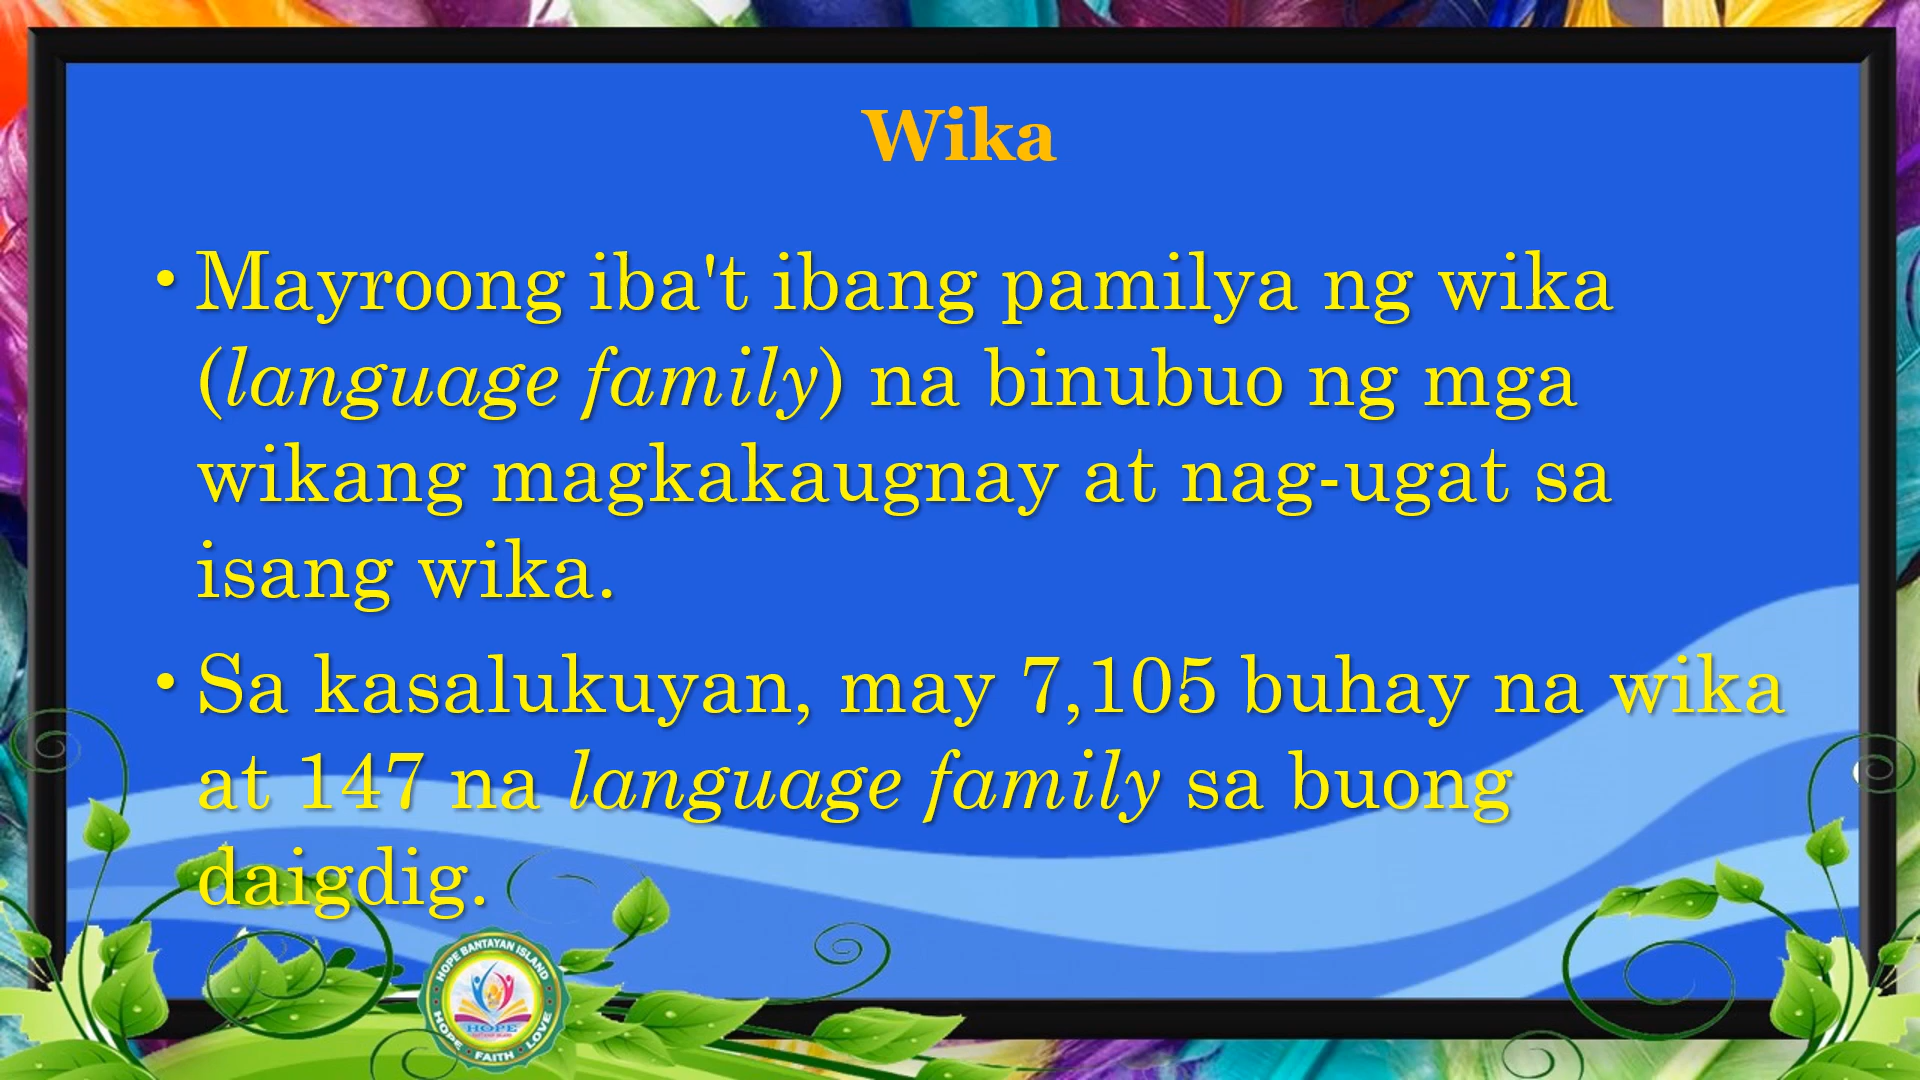 Wika
• Mayroong iba't ibang pamilya ng wika
(language family) na binubuo ng mga
wikang magkakaugnay at nag-ugat sa
isang wika.
• Sa kasalukuyan, may 7,105 buhay na wika
at 147 na language family sa buong
daigdig.
HOPE BANTAYAN ISLAND
HOPE
HOPE • FAITH • LOVE